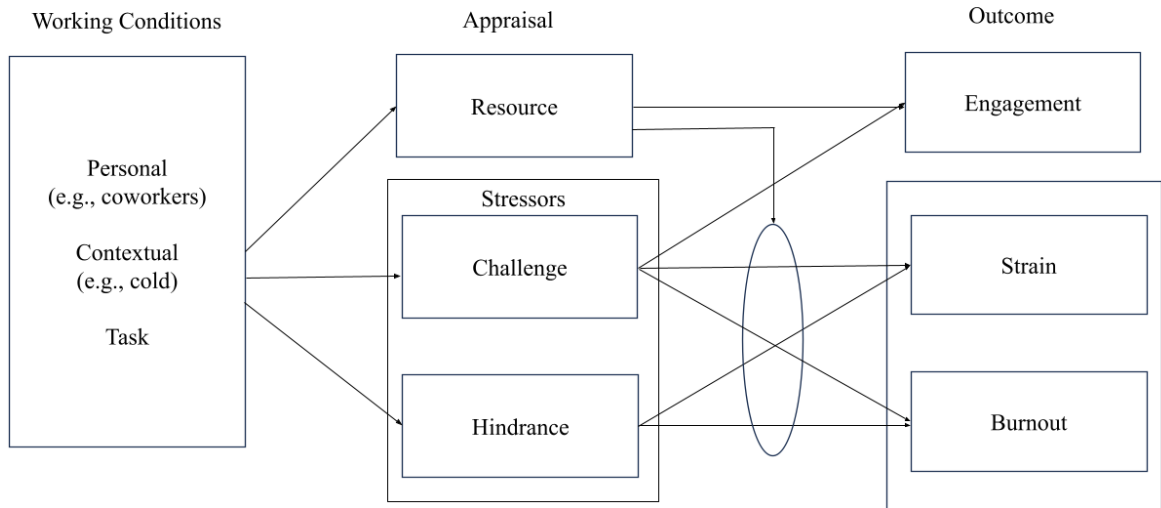 Working Conditions
Appraisal
Outcome
Personal
(e.g., coworkers)
Contextual
(e.g., cold)
Task
Resource
Stressors
Challenge
Hindrance
Engagement
Strain
Burnout